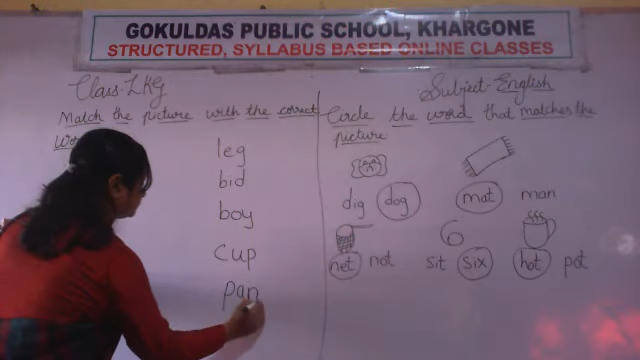 GOKULDAS PUBLIC SCHOOL, KHARGONE
STRUCTURED, SYLLABUS BASED ONLINE CLASSES
Class-LKG
Subject-English
Match the picture with the correct
leg
bid
boy
cup
pan
Circle the word that matches the
picture
dig dog mat man
6
net not sit six hot pot